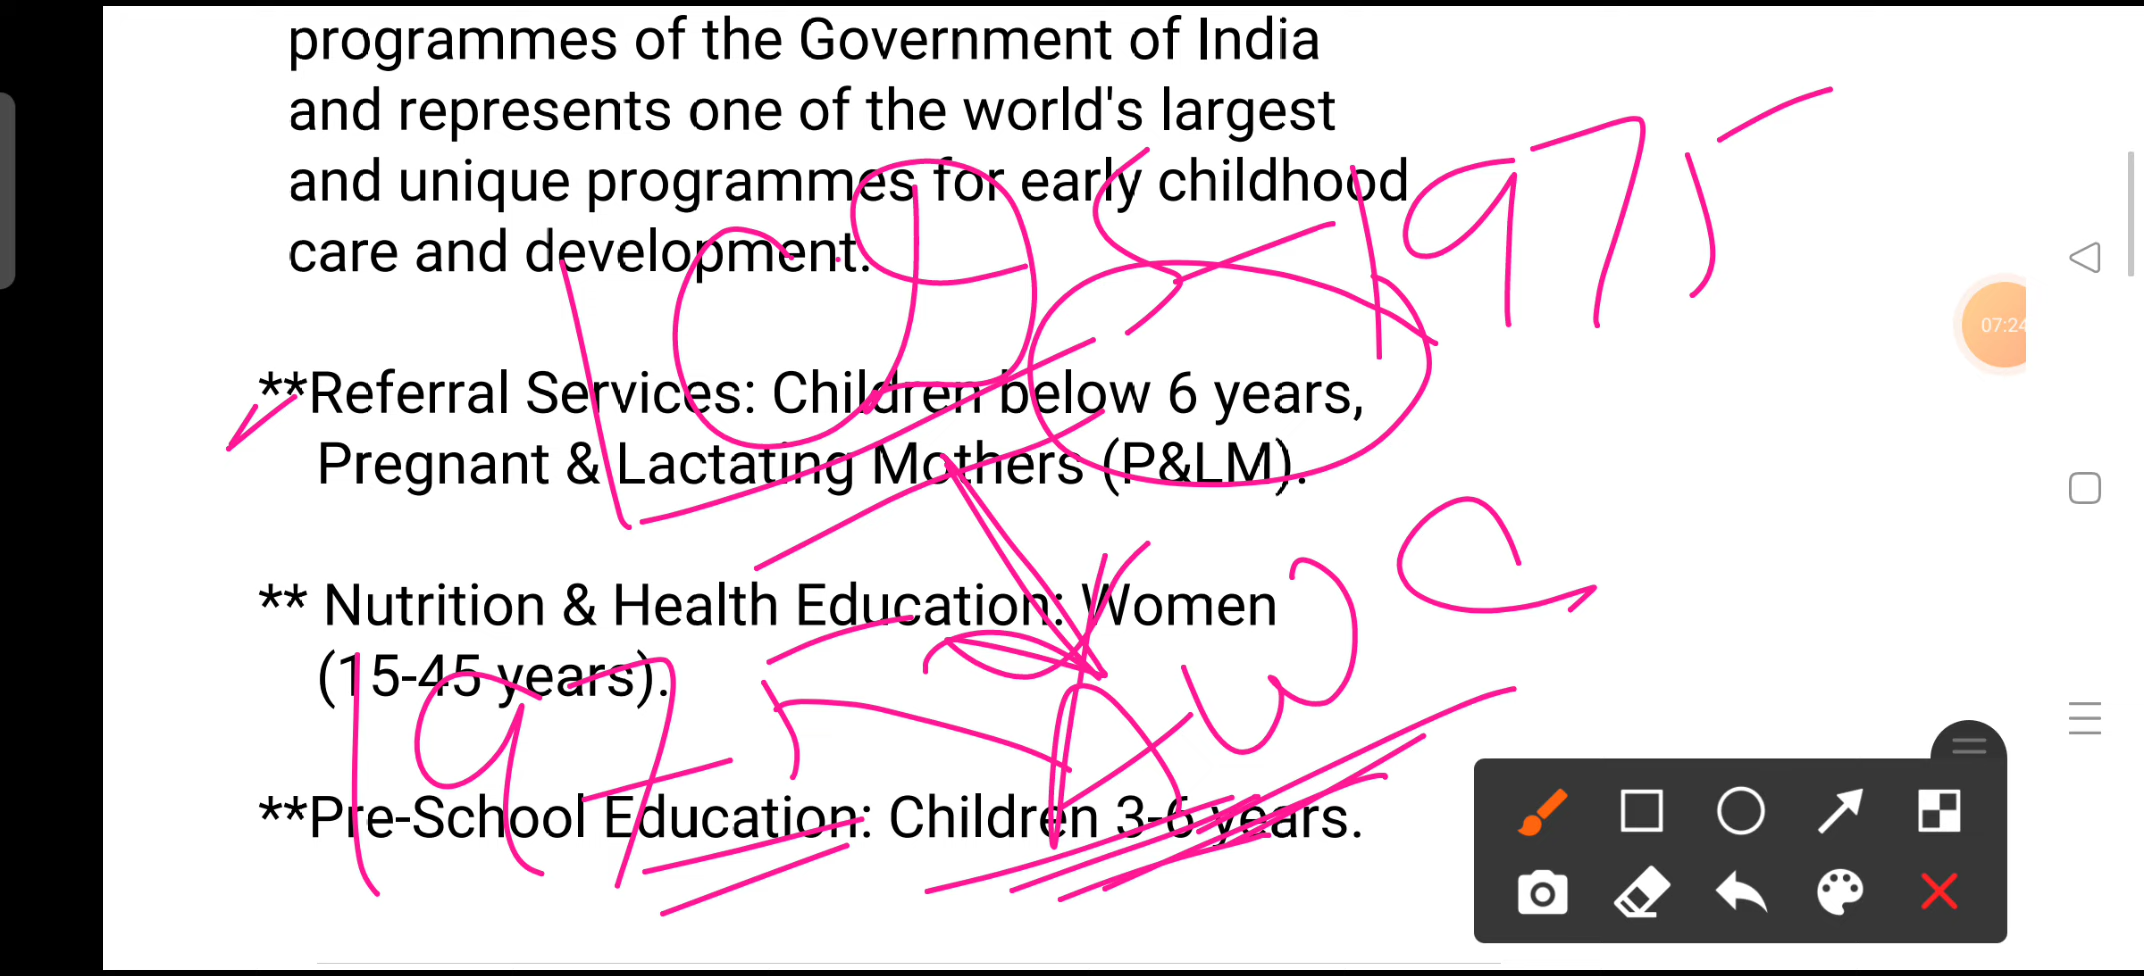 programmes of the Government of India
and represents one of the world's largest
and unique programmes for early childhood
care and development.
1975
**Referral Services: Children below 6 years,
Pregnant & Lactating Mothers (P&LM).
** Nutrition & Health Education: Women
(15-45 years).
1975
**Pre-School Education: Children 3-6 years.
07:24